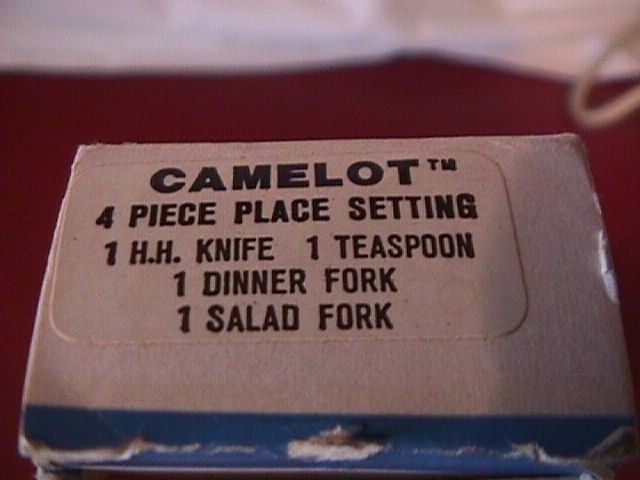 CAMELOT™
4 PIECE PLACE SETTING
1 H.H. KNIFE 1 TEASPOON
1 DINNER FORK
1 SALAD FORK